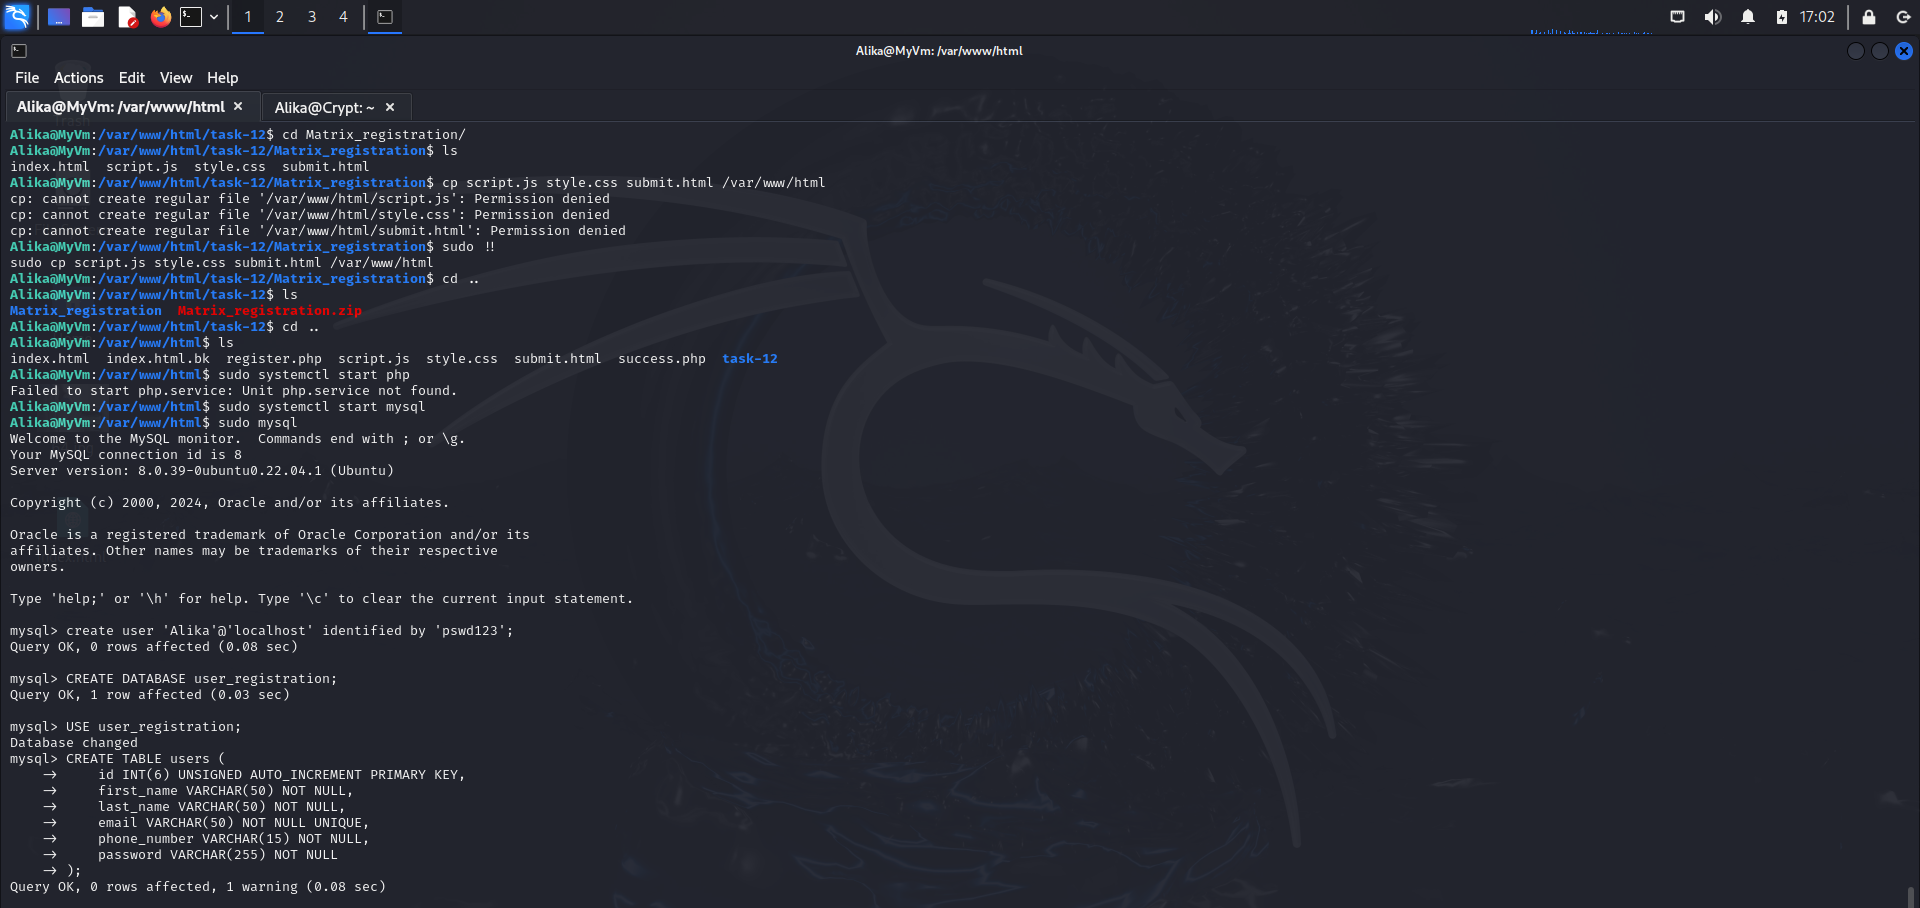 1 2 3 4 17:02
Alika@MyVm: /var/www/html
File Actions Edit View Help
Alika@MyVm: /var/www/html × Alika@Crypt: ~ ×
Alika@MyVm:/var/www/html/task-12$ cd Matrix_registration/
Alika@MyVm:/var/www/html/task-12/Matrix_registration$ ls
index.html  script.js  style.css  submit.html
Alika@MyVm:/var/www/html/task-12/Matrix_registration$ cp script.js style.css submit.html /var/www/html
cp: cannot create regular file '/var/www/html/script.js': Permission denied
cp: cannot create regular file '/var/www/html/style.css': Permission denied
cp: cannot create regular file '/var/www/html/submit.html': Permission denied
Alika@MyVm:/var/www/html/task-12/Matrix_registration$ sudo !!
sudo cp script.js style.css submit.html /var/www/html
Alika@MyVm:/var/www/html/task-12/Matrix_registration$ cd ..
Alika@MyVm:/var/www/html/task-12$ ls
Matrix_registration  Matrix_registration.zip
Alika@MyVm:/var/www/html/task-12$ cd ..
Alika@MyVm:/var/www/html$ ls
index.html  index.html.bk  register.php  script.js  style.css  submit.html  success.php  task-12
Alika@MyVm:/var/www/html$ sudo systemctl start php
Failed to start php.service: Unit php.service not found.
Alika@MyVm:/var/www/html$ sudo systemctl start mysql
Alika@MyVm:/var/www/html$ sudo mysql
Welcome to the MySQL monitor.  Commands end with ; or \g.
Your MySQL connection id is 8
Server version: 8.0.39-0ubuntu0.22.04.1 (Ubuntu)
Copyright (c) 2000, 2024, Oracle and/or its affiliates.
Oracle is a registered trademark of Oracle Corporation and/or its
affiliates. Other names may be trademarks of their respective
owners.
Type 'help;' or '\h' for help. Type '\c' to clear the current input statement.
mysql> create user 'Alika'@'localhost' identified by 'pswd123';
Query OK, 0 rows affected (0.08 sec)
mysql> CREATE DATABASE user_registration;
Query OK, 1 row affected (0.03 sec)
mysql> USE user_registration;
Database changed
mysql> CREATE TABLE users (
->     id INT(6) UNSIGNED AUTO_INCREMENT PRIMARY KEY,
->     first_name VARCHAR(50) NOT NULL,
->     last_name VARCHAR(50) NOT NULL,
->     email VARCHAR(50) NOT NULL UNIQUE,
->     phone_number VARCHAR(15) NOT NULL,
->     password VARCHAR(255) NOT NULL
-> );
Query OK, 0 rows affected, 1 warning (0.08 sec)